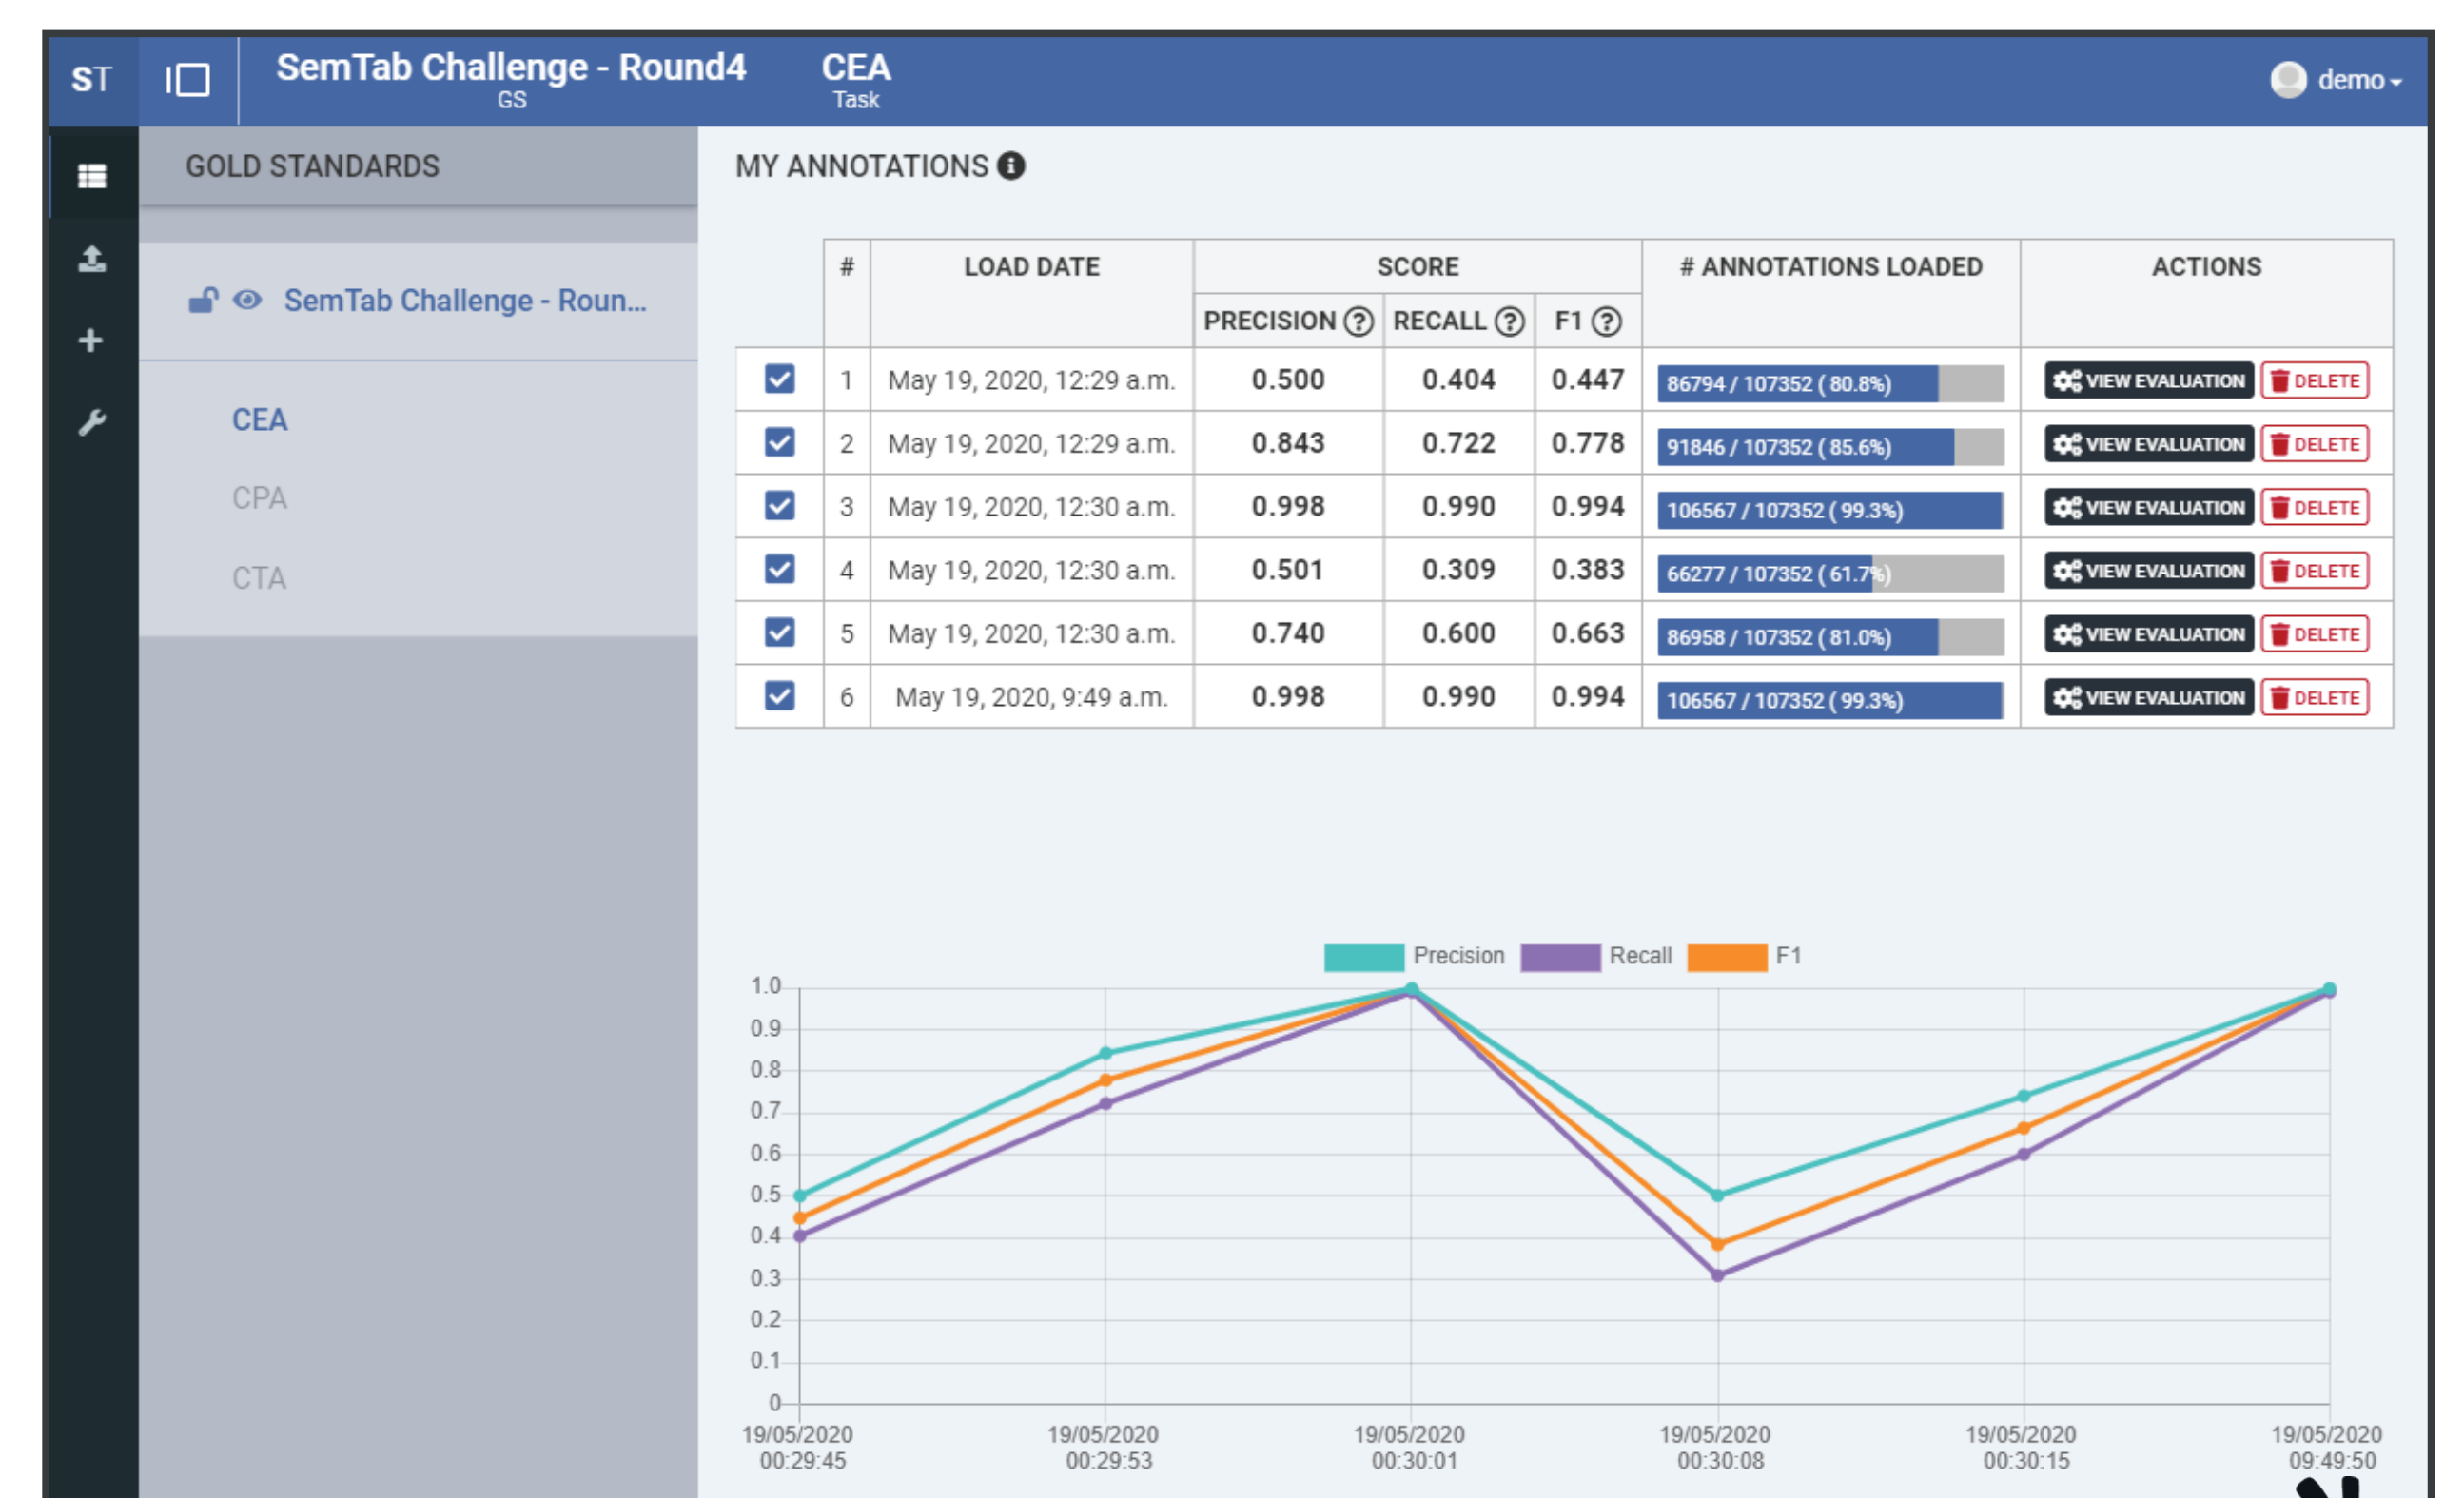 ST SemTab Challenge - Round4 CEA demo
GS Task
GOLD STANDARDS
SemTab Challenge - Roun...
CEA
CPA
CTA
MY ANNOTATIONS
# LOAD DATE SCORE # ANNOTATIONS LOADED ACTIONS
PRECISION RECALL F1
1 May 19, 2020, 12:29 a.m. 0.500 0.404 0.447 86794 / 107352 ( 80.8%) VIEW EVALUATION DELETE
2 May 19, 2020, 12:29 a.m. 0.843 0.722 0.778 91846 / 107352 ( 85.6%) VIEW EVALUATION DELETE
3 May 19, 2020, 12:30 a.m. 0.998 0.990 0.994 106567 / 107352 ( 99.3%) VIEW EVALUATION DELETE
4 May 19, 2020, 12:30 a.m. 0.501 0.309 0.383 66277 / 107352 ( 61.7%) VIEW EVALUATION DELETE
5 May 19, 2020, 12:30 a.m. 0.740 0.600 0.663 86958 / 107352 ( 81.0%) VIEW EVALUATION DELETE
6 May 19, 2020, 9:49 a.m. 0.998 0.990 0.994 106567 / 107352 ( 99.3%) VIEW EVALUATION DELETE
Precision Recall F1
1.0
0.9
0.8
0.7
0.6
0.5
0.4
0.3
0.2
0.1
0
19/05/2020 19/05/2020 19/05/2020 19/05/2020 19/05/2020 19/05/2020
00:29:45 00:29:53 00:30:01 00:30:08 00:30:15 09:49:50